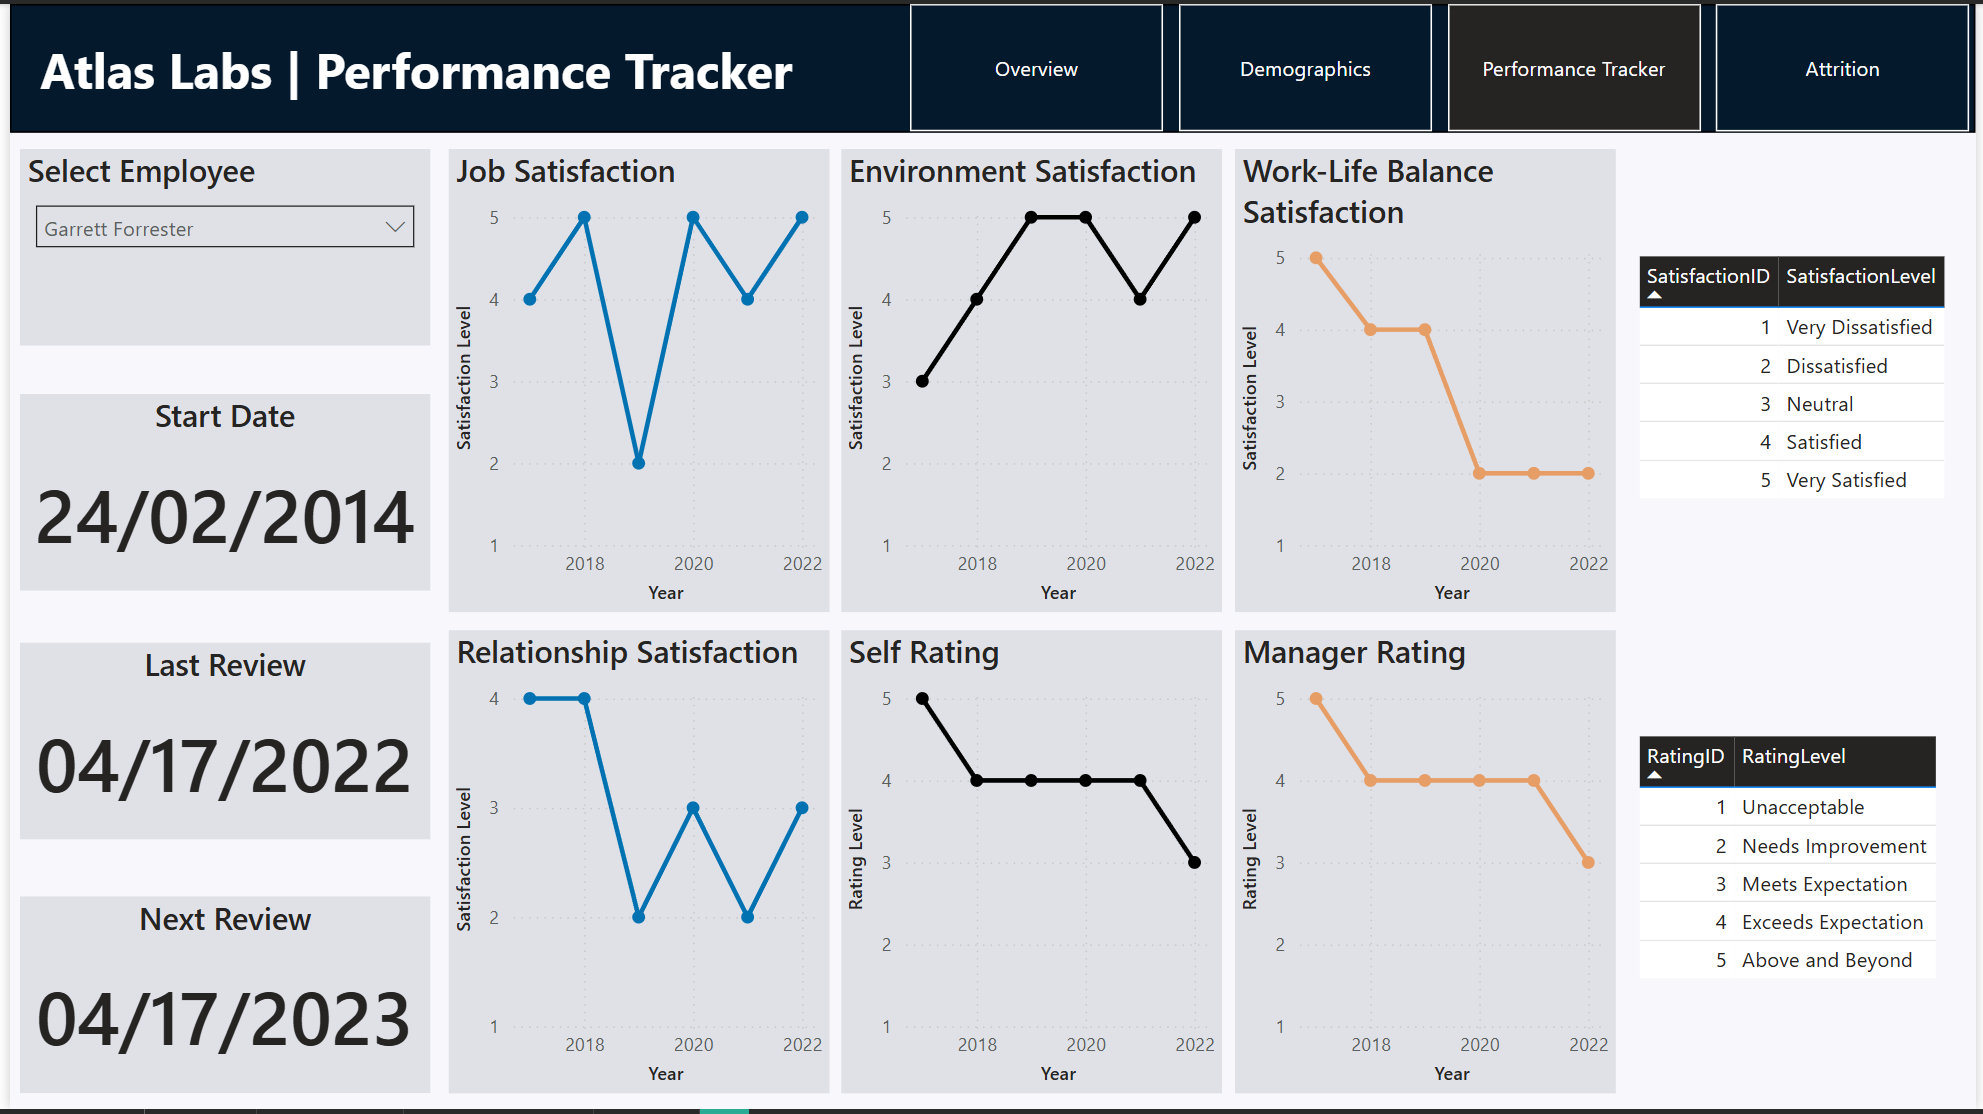 Atlas Labs | Performance Tracker
Overview
Demographics
Performance Tracker
Attrition
Select Employee
Garrett Forrester
Start Date
24/02/2014
Last Review
04/17/2022
Next Review
04/17/2023
Job Satisfaction
Satisfaction Level
5
4
3
2
1
2018 2020 2022
Year
Environment Satisfaction
Satisfaction Level
5
4
3
2
1
2018 2020 2022
Year
Work-Life Balance
Satisfaction
Satisfaction Level
5
4
3
2
1
2018 2020 2022
Year
SatisfactionID SatisfactionLevel
1 Very Dissatisfied
2 Dissatisfied
3 Neutral
4 Satisfied
5 Very Satisfied
Relationship Satisfaction
Satisfaction Level
4
3
2
1
2018 2020 2022
Year
Self Rating
Rating Level
5
4
3
2
1
2018 2020 2022
Year
Manager Rating
Rating Level
5
4
3
2
1
2018 2020 2022
Year
RatingID RatingLevel
1 Unacceptable
2 Needs Improvement
3 Meets Expectation
4 Exceeds Expectation
5 Above and Beyond